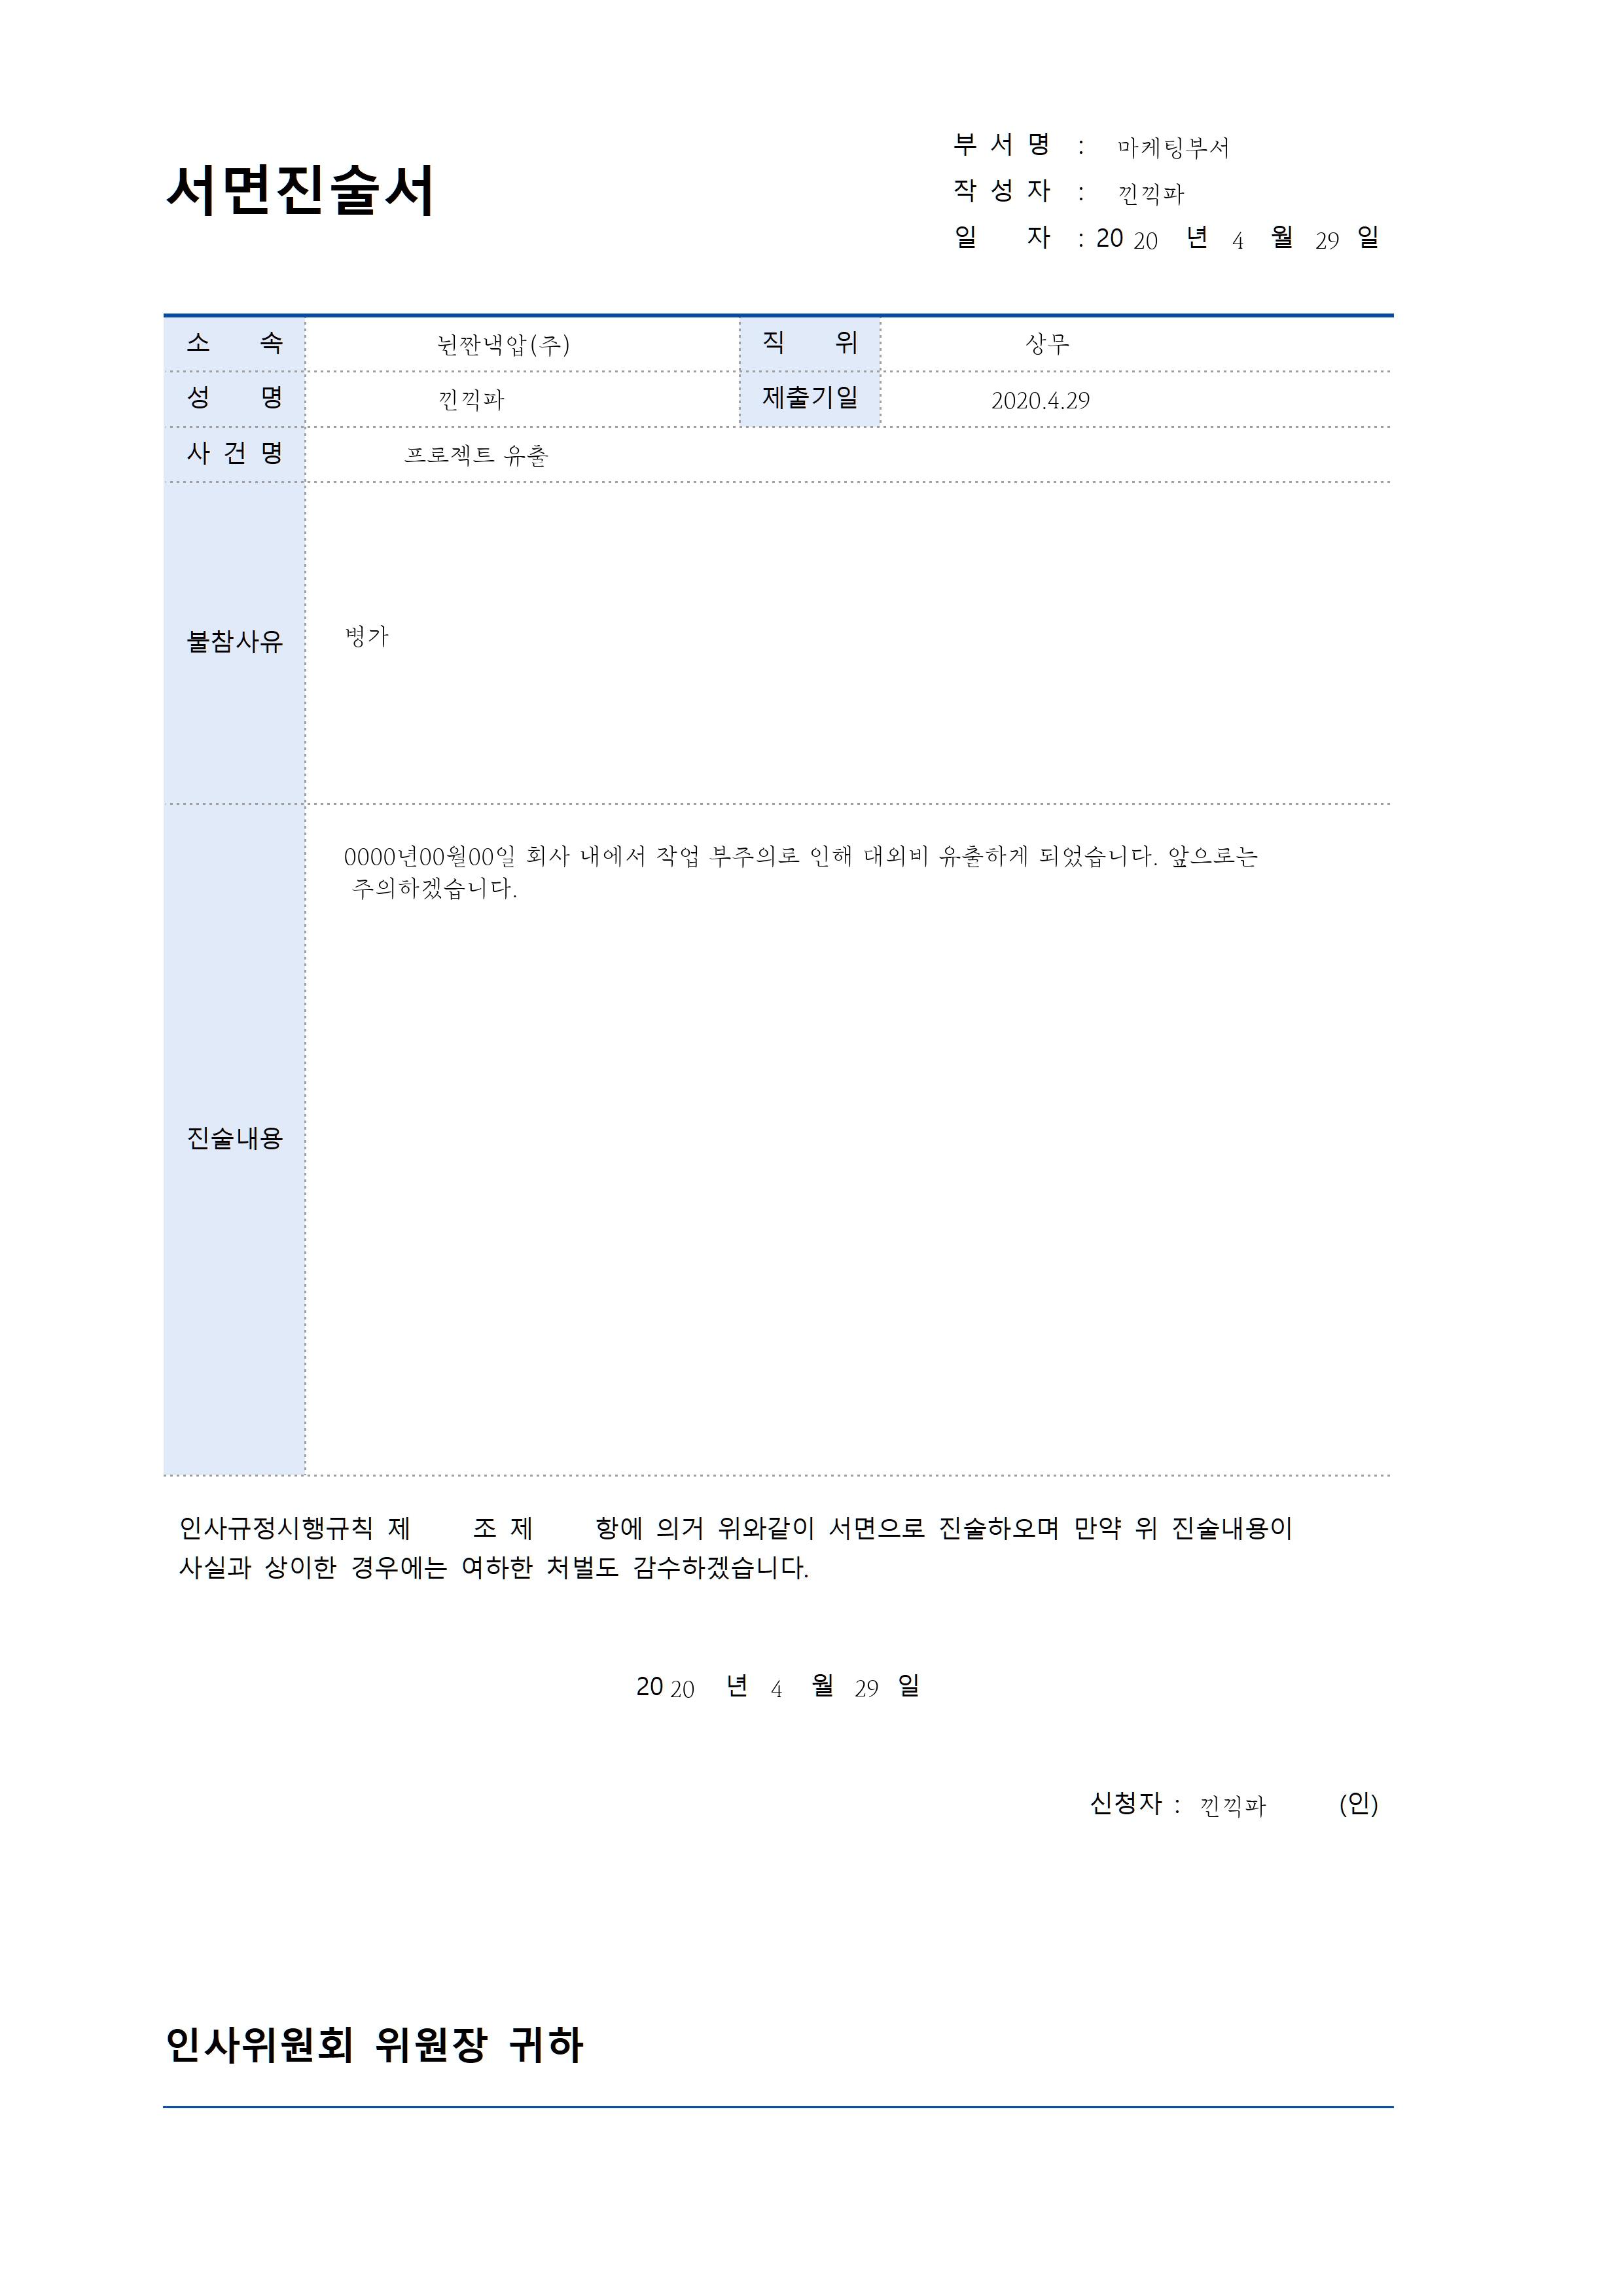 서면진술서
부 서 명 : 마케팅부서
작 성 자 : 낀끽파
일 자 : 20 20 년 4 월 29 일
소 속 뉜짠낵압(주) 직 위 상무
성 명 낀끽파 제출기일 2020.4.29
사 건 명 프로젝트 유출
불참사유 병가
0000년00월00일 회사 내에서 작업 부주의로 인해 대외비 유출하게 되었습니다. 앞으로는
주의하겠습니다.
진술내용
인사규정시행규칙 제 조 제 항에 의거 위와같이 서면으로 진술하오며 만약 위 진술내용이
사실과 상이한 경우에는 여하한 처벌도 감수하겠습니다.
20 20 년 4 월 29 일
신청자 : 낀끽파 (인)
인사위원회 위원장 귀하